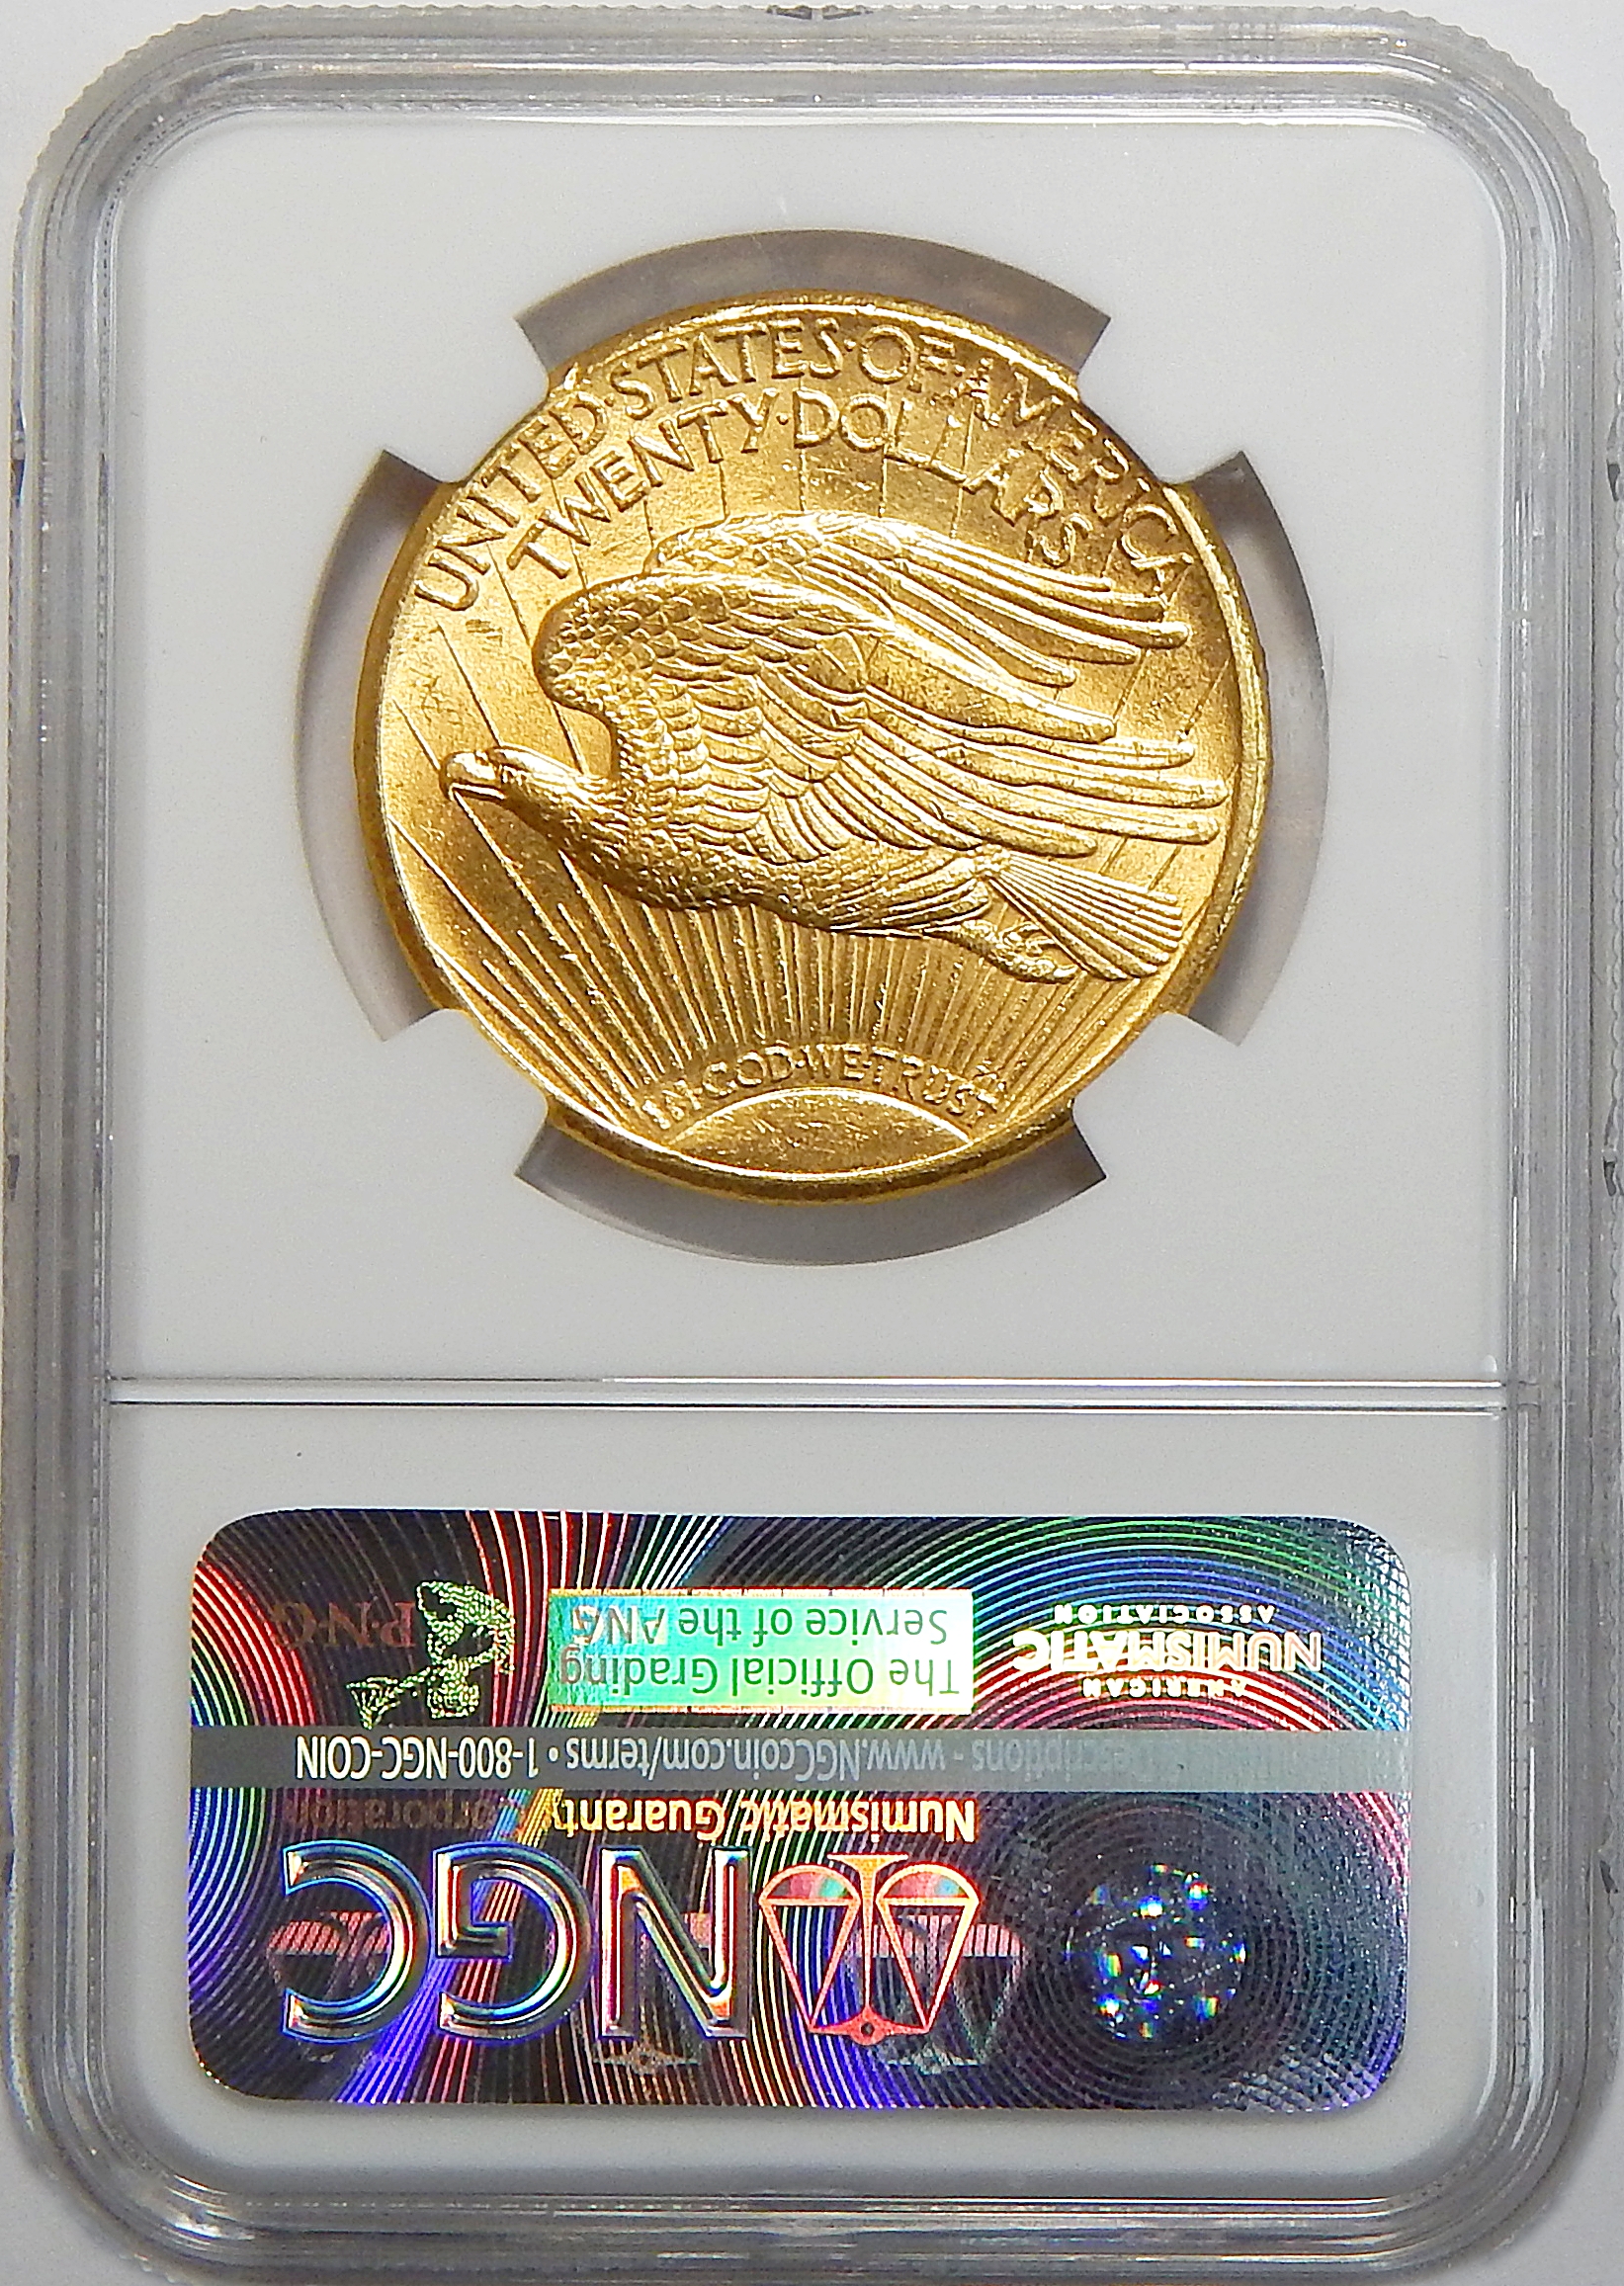 UNITED·STATES·OF·AMERICA
TWENTY·DOLLARS
IN·GOD·WE·TRUST
NGC
Numismatic Guaranty Corporation
www.NGCcoin.com/terms • 1-800-NGC-COIN
AMERICAN
NUMISMATIC
ASSOCIATION
The Official Grading
Service of the ANA
P·N·G